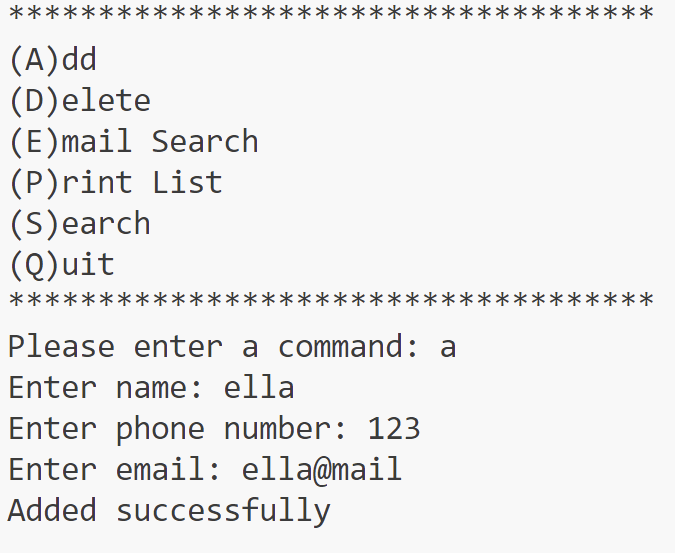 ************************************
(A)dd
(D)elete
(E)mail Search
(P)rint List
(S)earch
(Q)uit
************************************
Please enter a command: a
Enter name: ella
Enter phone number: 123
Enter email: ella@mail
Added successfully